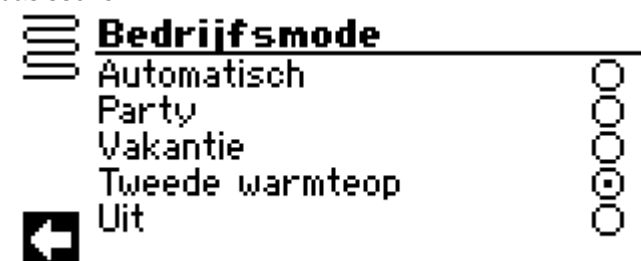 Bedrijfsmode
Automatisch
Party
Vakantie
Tweede warmteop
Uit